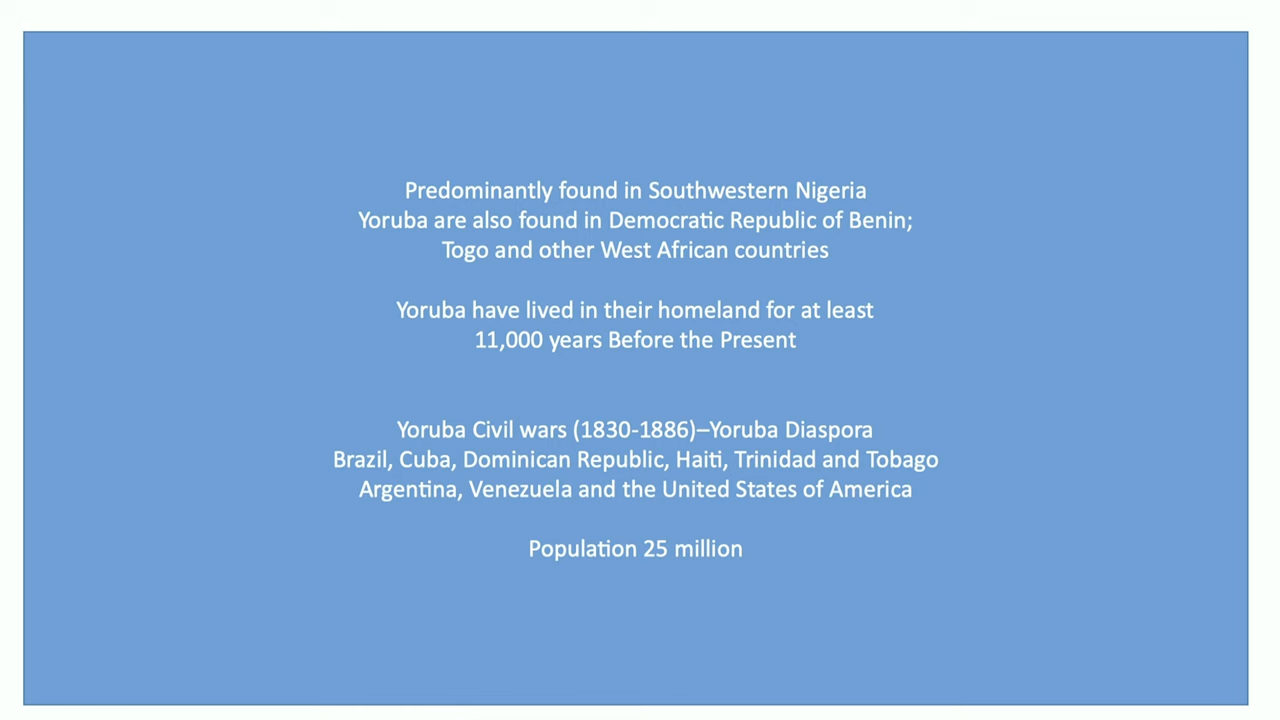 Predominantly found in Southwestern Nigeria
Yoruba are also found in Democratic Republic of Benin;
Togo and other West African countries
Yoruba have lived in their homeland for at least
11,000 years Before the Present
Yoruba Civil wars (1830-1886)–Yoruba Diaspora
Brazil, Cuba, Dominican Republic, Haiti, Trinidad and Tobago
Argentina, Venezuela and the United States of America
Population 25 million